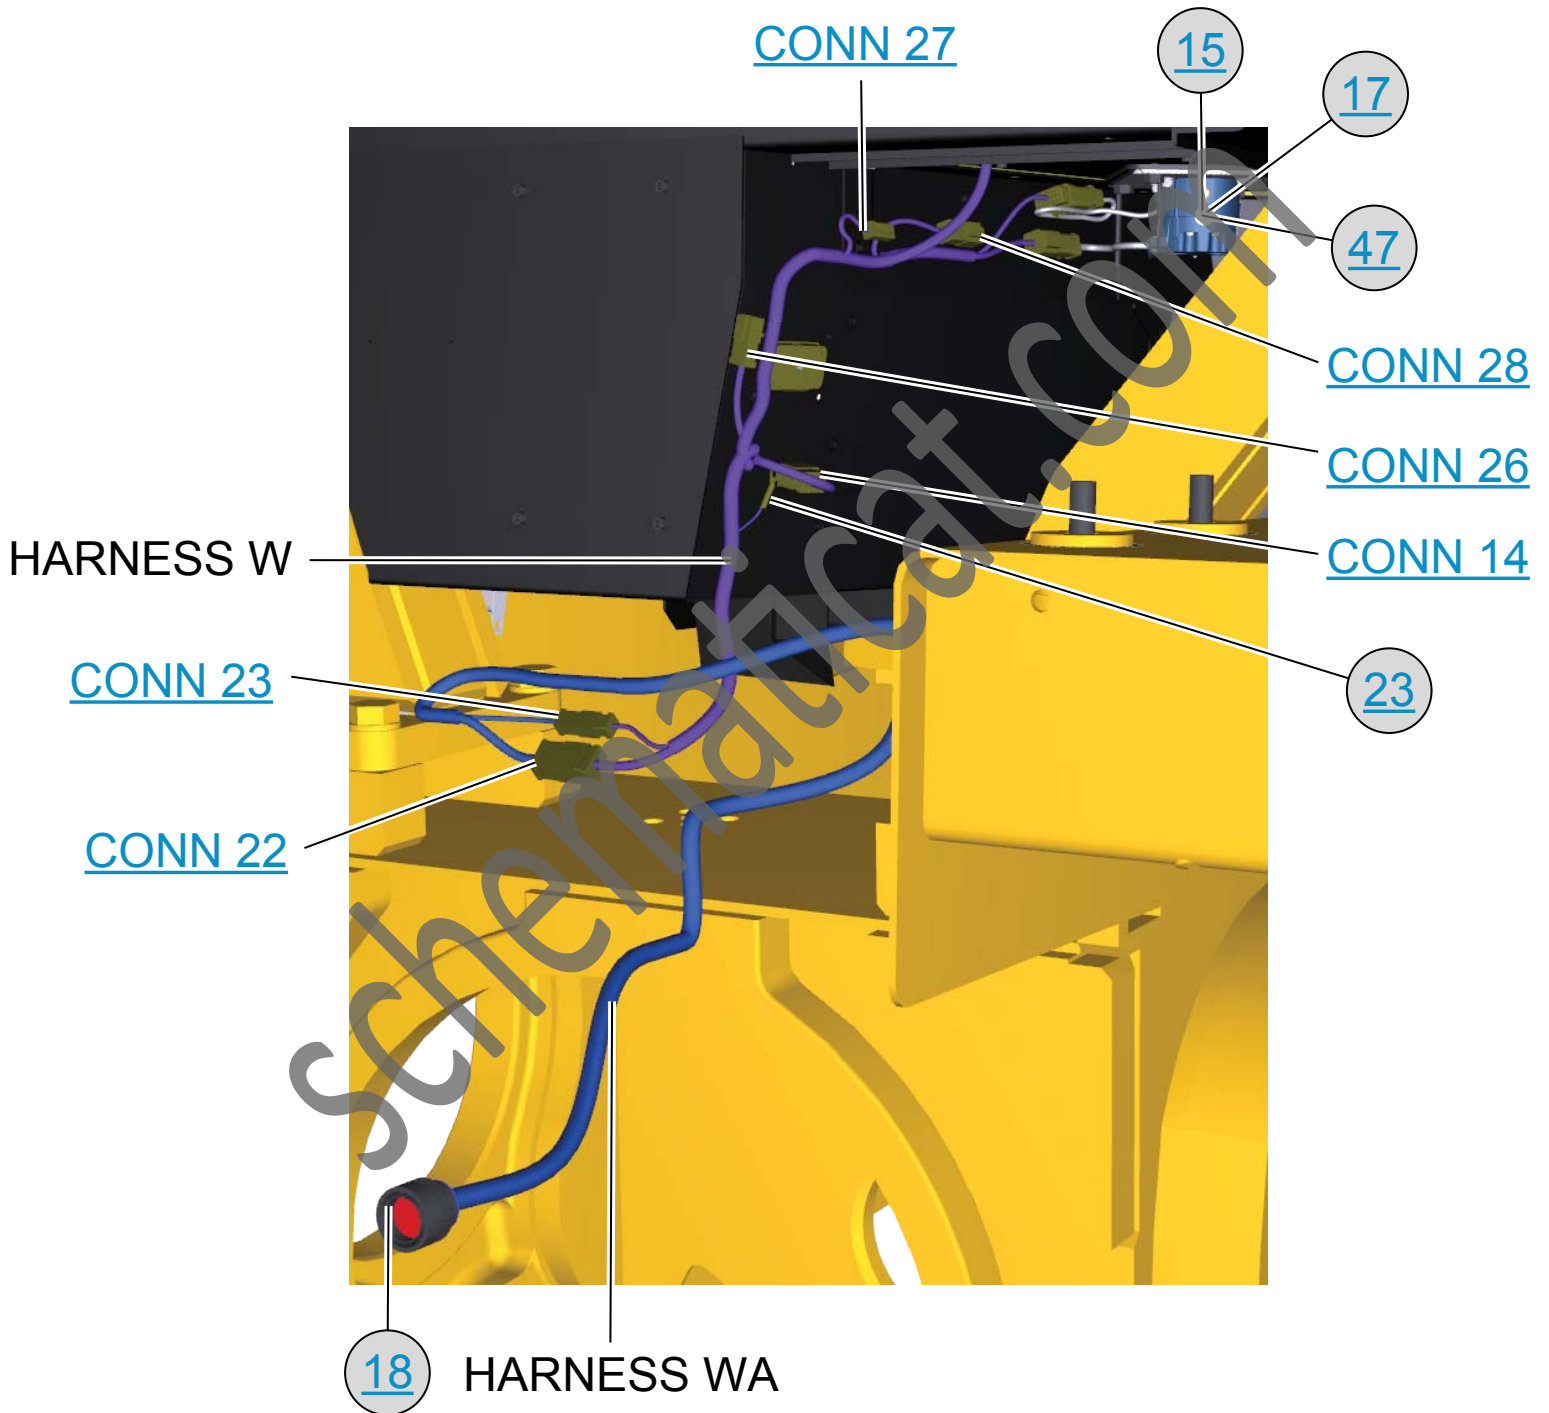 CONN 27
15
17
47
CONN 28
CONN 26
HARNESS W
CONN 14
CONN 23
23
CONN 22
schematicat.com
18
HARNESS WA